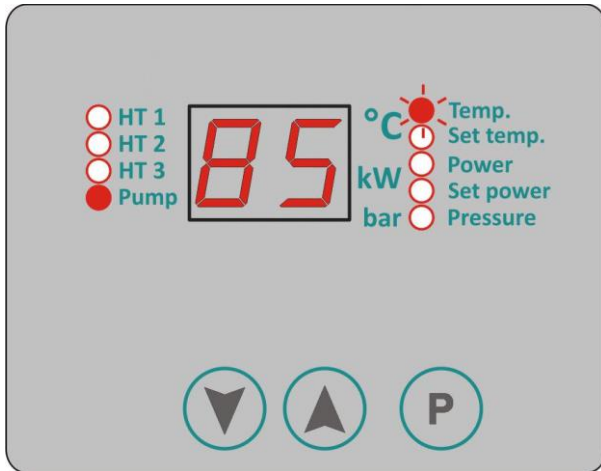 HT 1
HT 2
HT 3
Pump
85
°C
kW
bar
Temp.
Set temp.
Power
Set power
Pressure
P